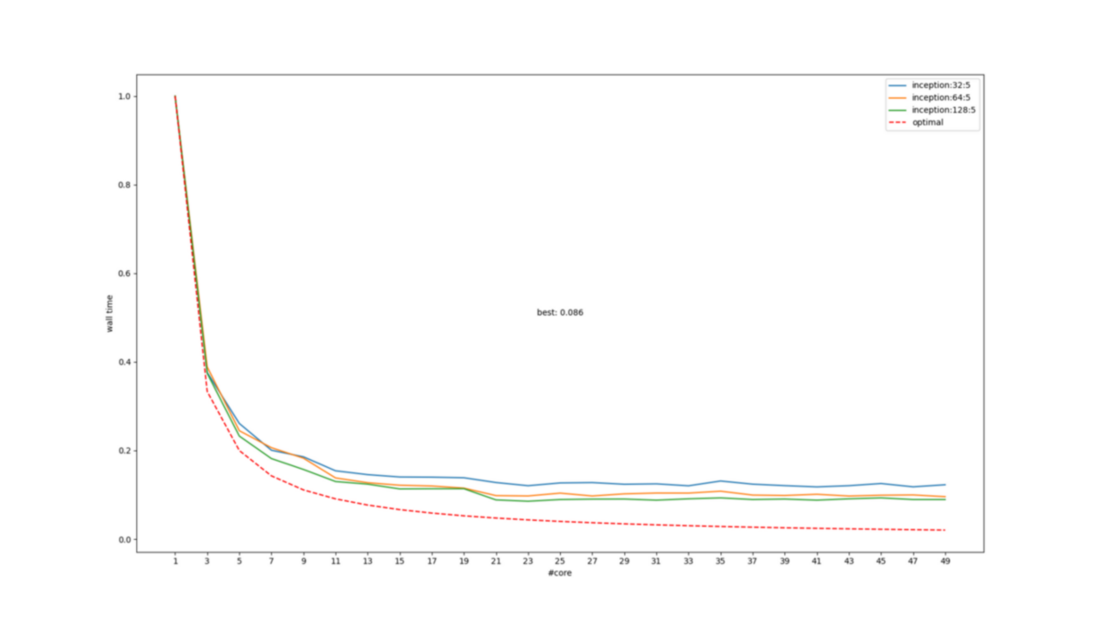 inception:32:5
inception:64:5
inception:128:5
optimal
1.0
0.8
0.6
0.4
0.2
0.0
wall time
best: 0.086
1 3 5 7 9 11 13 15 17 19 21 23 25 27 29 31 33 35 37 39 41 43 45 47 49
#core